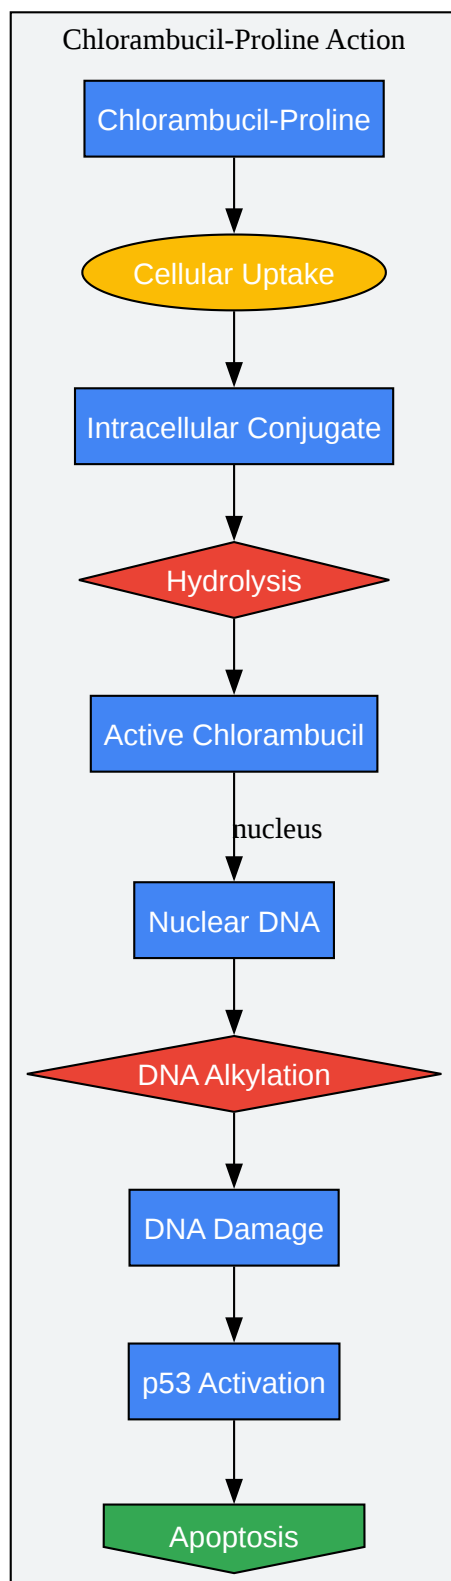 Chlorambucil-Proline Action
Chlorambucil-Proline
Cellular Uptake
Intracellular Conjugate
Hydrolysis
Active Chlorambucil
nucleus
Nuclear DNA
DNA Alkylation
DNA Damage
p53 Activation
Apoptosis